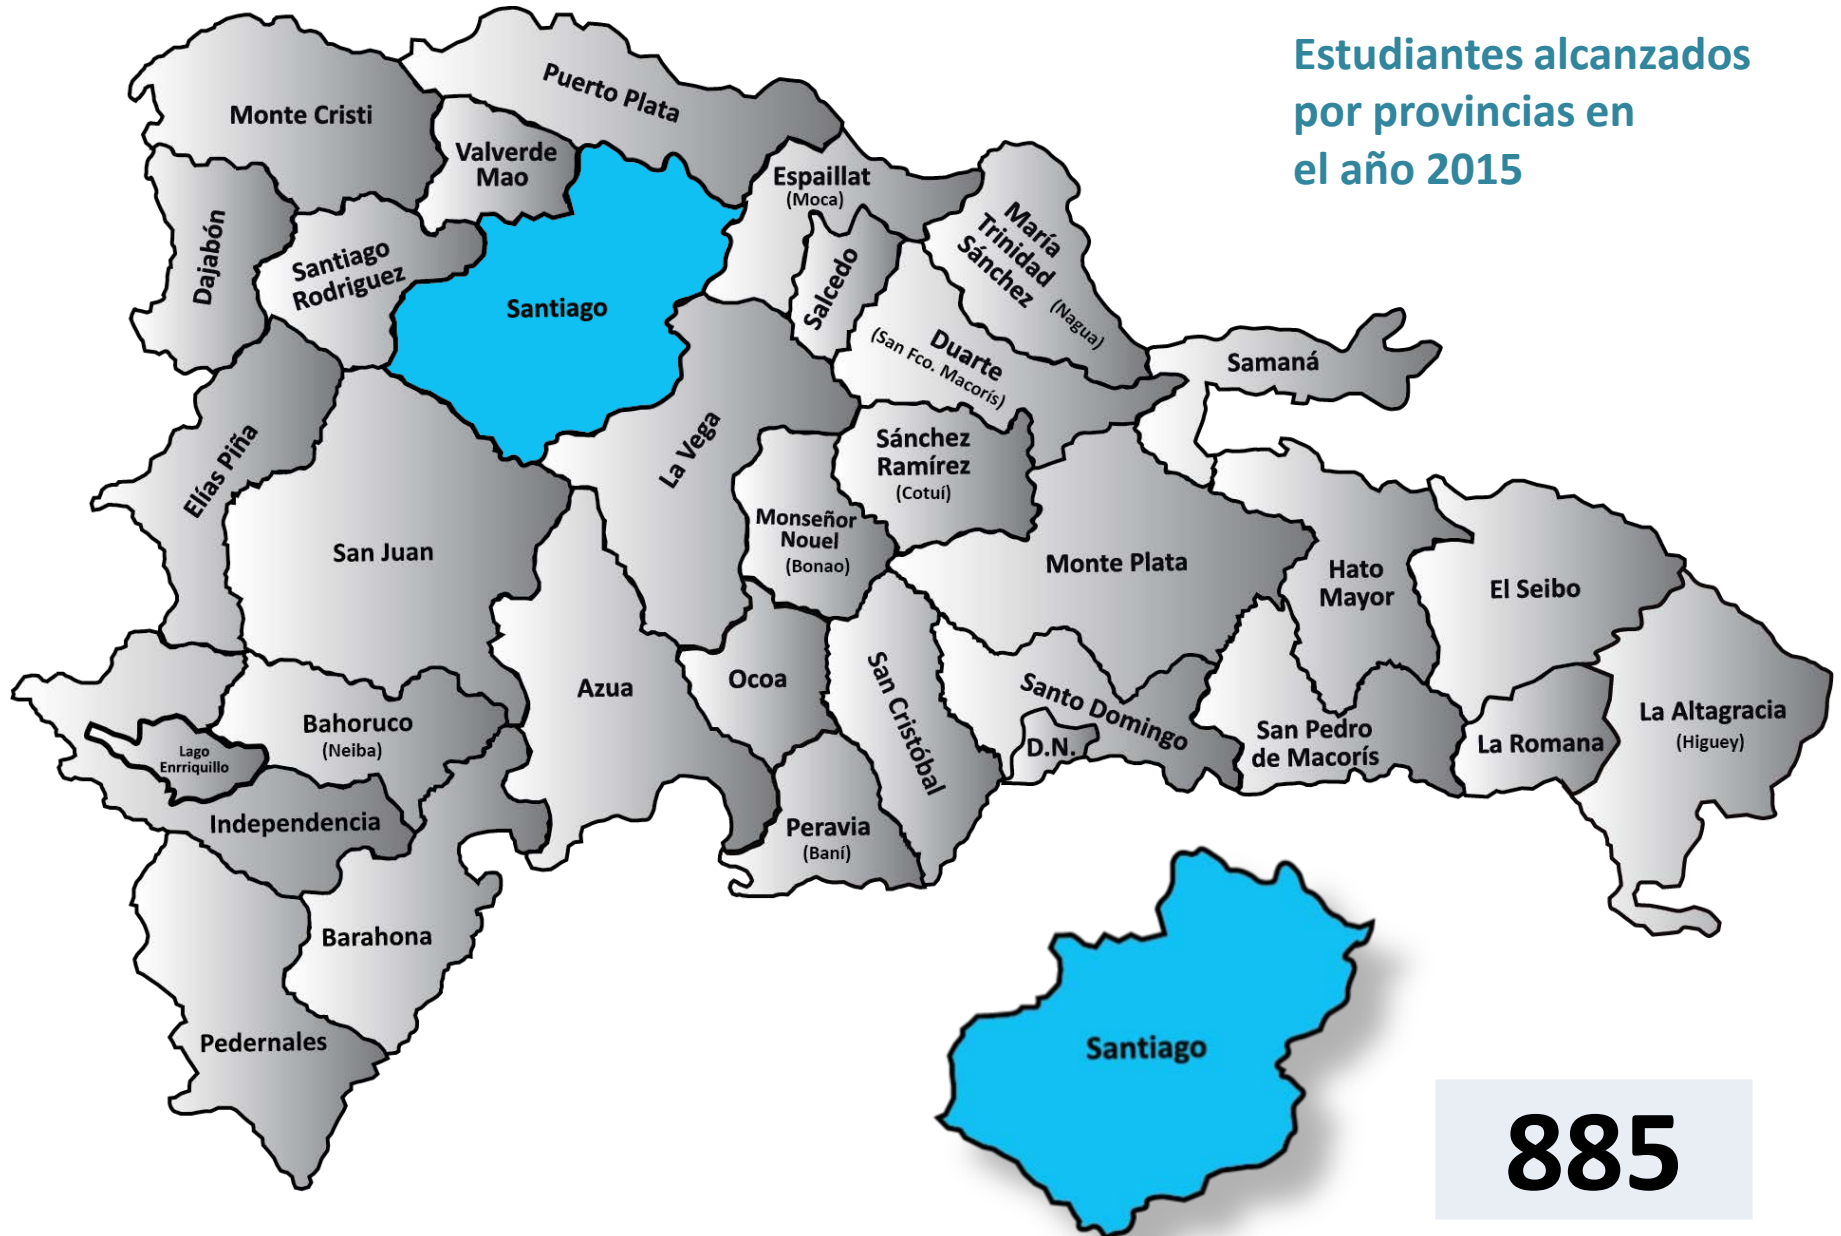 Estudiantes alcanzados
por provincias en
el año 2015
Puerto Plata
Monte Cristi
Valverde
Mao
Espaillat
(Moca)
María
Trinidad
Sánchez
(Nagua)
Dajabón
Santiago
Rodriguez
Santiago
Salcedo
Duarte
(San Fco. Macorís)
Samaná
Elías Piña
La Vega
Sánchez
Ramírez
(Cotuí)
San Juan
Monseñor
Nouel
(Bonao)
Monte Plata
Hato
Mayor
El Seibo
Azua
Ocoa
San Cristóbal
Santo Domingo
D.N.
San Pedro
de Macorís
La Romana
La Altagracia
(Higuey)
Bahoruco
(Neiba)
Lago
Enrriquillo
Independencia
Peravia
(Baní)
Barahona
Pedernales
Santiago
885